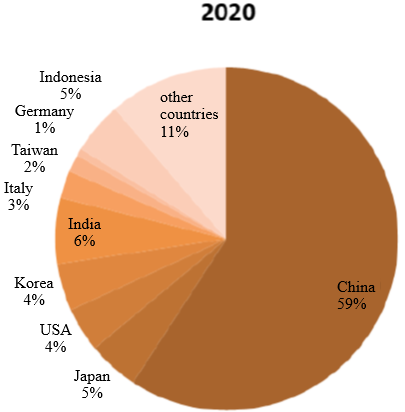 2020
Indonesia
5%
Germany
1%
Taiwan
2%
Italy
3%
India
6%
Korea
4%
USA
4%
Japan
5%
other
countries
11%
China
59%